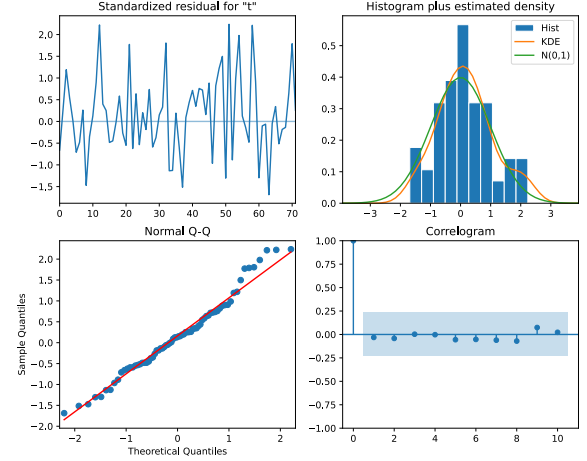 Standardized residual for "t"
2.0
1.5
1.0
0.5
0.0
−0.5
−1.0
−1.5
0 10 20 30 40 50 60 70
Histogram plus estimated density
Hist
KDE
N(0,1)
0.5
0.4
0.3
0.2
0.1
0.0
−3 −2 −1 0 1 2 3
Normal Q-Q
Sample Quantiles
2.0
1.5
1.0
0.5
0.0
−0.5
−1.0
−1.5
−2.0
−2 −1 0 1 2
Theoretical Quantiles
Correlogram
1.00
0.75
0.50
0.25
0.00
−0.25
−0.50
−0.75
−1.00
0 2 4 6 8 10